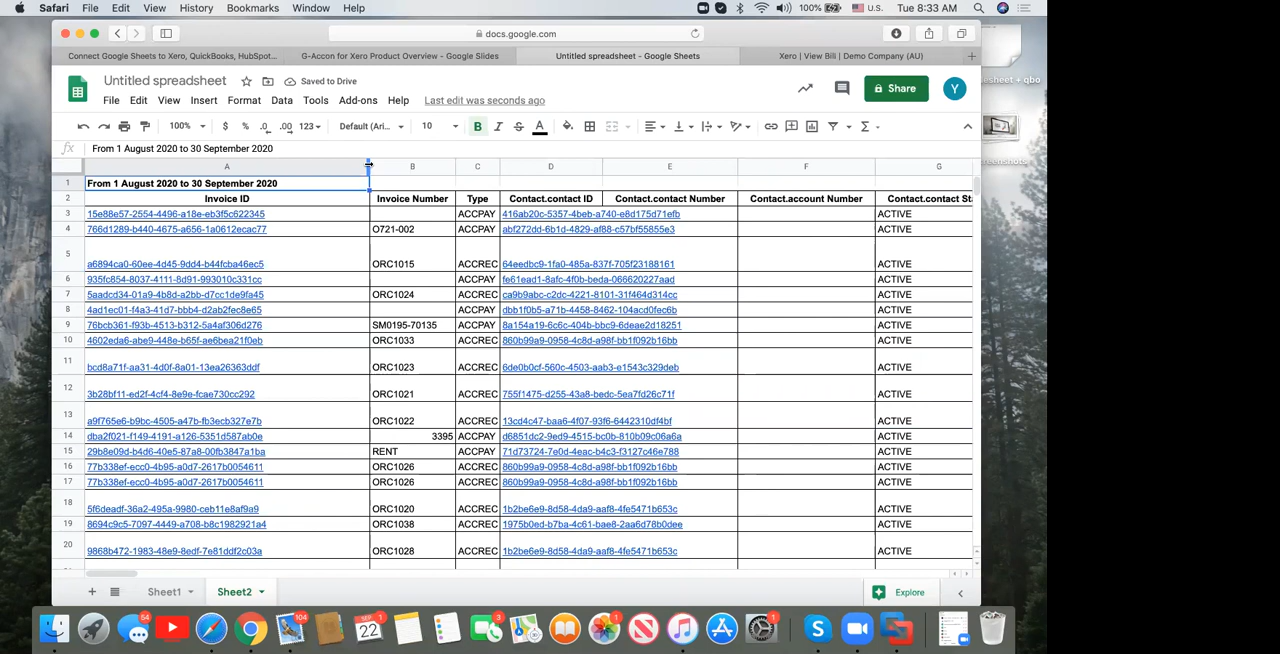 Safari File Edit View History Bookmarks Window Help 100% U.S. Tue 8:33 AM
docs.google.com
Connect Google Sheets to Xero, QuickBooks, HubSpot... G-Accon for Xero Product Overview - Google Slides Untitled spreadsheet - Google Sheets Xero | View Bill | Demo Company (AU)
Untitled spreadsheet Saved to Drive
File Edit View Insert Format Data Tools Add-ons Help Last edit was seconds ago
Share Y
100% $ % .0 .00 123 Default (Ari... 10 B I S A
fx From 1 August 2020 to 30 September 2020
A B C D E F G
1 From 1 August 2020 to 30 September 2020
2 Invoice ID Invoice Number Type Contact.contact ID Contact.contact Number Contact.account Number Contact.contact Sta
3 15e88e57-2554-4496-a18e-eb3f5c622345 ACCPAY 416ab20c-5357-4beb-a740-e8d175d71efb ACTIVE
4 766d1289-b440-4675-a656-1a0612ecac77 O721-002 ACCPAY abf272dd-6b1d-4829-af88-c57bf55855e3 ACTIVE
5 a6894ca0-60ee-4d45-9dd4-b44fcba46ec5 ORC1015 ACCREC 64eedbc9-1fa0-485a-837f-705f23188161 ACTIVE
6 935fc854-8037-4111-8d91-993010c331cc ACCPAY fe61ead1-8afc-4f0b-beda-066620227aad ACTIVE
7 5aadcd34-01a9-4b8d-a2bb-d7cc1de9fa45 ORC1024 ACCREC ca9b9abc-c2dc-4221-8101-31f464d314cc ACTIVE
8 4ad1ec01-f4a3-41d7-bbb4-d2ab2fec8e65 ACCPAY dbb1f0b5-a71b-4458-8462-104acd0fec6b ACTIVE
9 76bcb361-f93b-4513-b312-5a4af306d276 SM0195-70135 ACCPAY 8a154a19-6c6c-404b-bbc9-6deae2d18251 ACTIVE
10 4602eda6-abe9-448e-b65f-ae6bea21f0eb ORC1033 ACCREC 860b99a9-0958-4c8d-a98f-bb1f092b16bb ACTIVE
11 bcd8a71f-aa31-4d0f-8a01-13ea26363ddf ORC1023 ACCREC 6de0b0cf-560c-4503-aab3-e1543c329deb ACTIVE
12 3b28bf11-ed2f-4cf4-8e9e-fcae730cc292 ORC1021 ACCREC 755f1475-d255-43a8-bedc-5ea7fd26c71f ACTIVE
13 a9f765e6-b9bc-4505-a47b-fb3ecb327e7b ORC1022 ACCREC 13cd4c47-baa6-4f07-93f6-6442310df4bf ACTIVE
14 dba2f021-f149-4191-a126-5351d587ab0e 3395 ACCPAY d6851dc2-9ed9-4515-bc0b-810b09c06a6a ACTIVE
15 29b8e09d-b4d6-40e5-87a8-00fb3847a1ba RENT ACCPAY 71d73724-7e0d-4eac-b4c3-f3127c46e788 ACTIVE
16 77b338ef-ecc0-4b95-a0d7-2617b0054611 ORC1026 ACCREC 860b99a9-0958-4c8d-a98f-bb1f092b16bb ACTIVE
17 77b338ef-ecc0-4b95-a0d7-2617b0054611 ORC1026 ACCREC 860b99a9-0958-4c8d-a98f-bb1f092b16bb ACTIVE
18 5f6deadf-36a2-495a-9980-ceb11e8af9a9 ORC1020 ACCREC 1b2be6e9-8d58-4da9-aaf8-4fe5471b653c ACTIVE
19 8694c9c5-7097-4449-a708-b8c1982921a4 ORC1038 ACCREC 1975b0ed-b7ba-4c61-bae8-2aa6d78b0dee ACTIVE
20 9868b472-1983-48e9-8edf-7e81ddf2c03a ORC1028 ACCREC 1b2be6e9-8d58-4da9-aaf8-4fe5471b653c ACTIVE
Sheet1 Sheet2 Explore
54 104 SEP 22 1 3 1 1